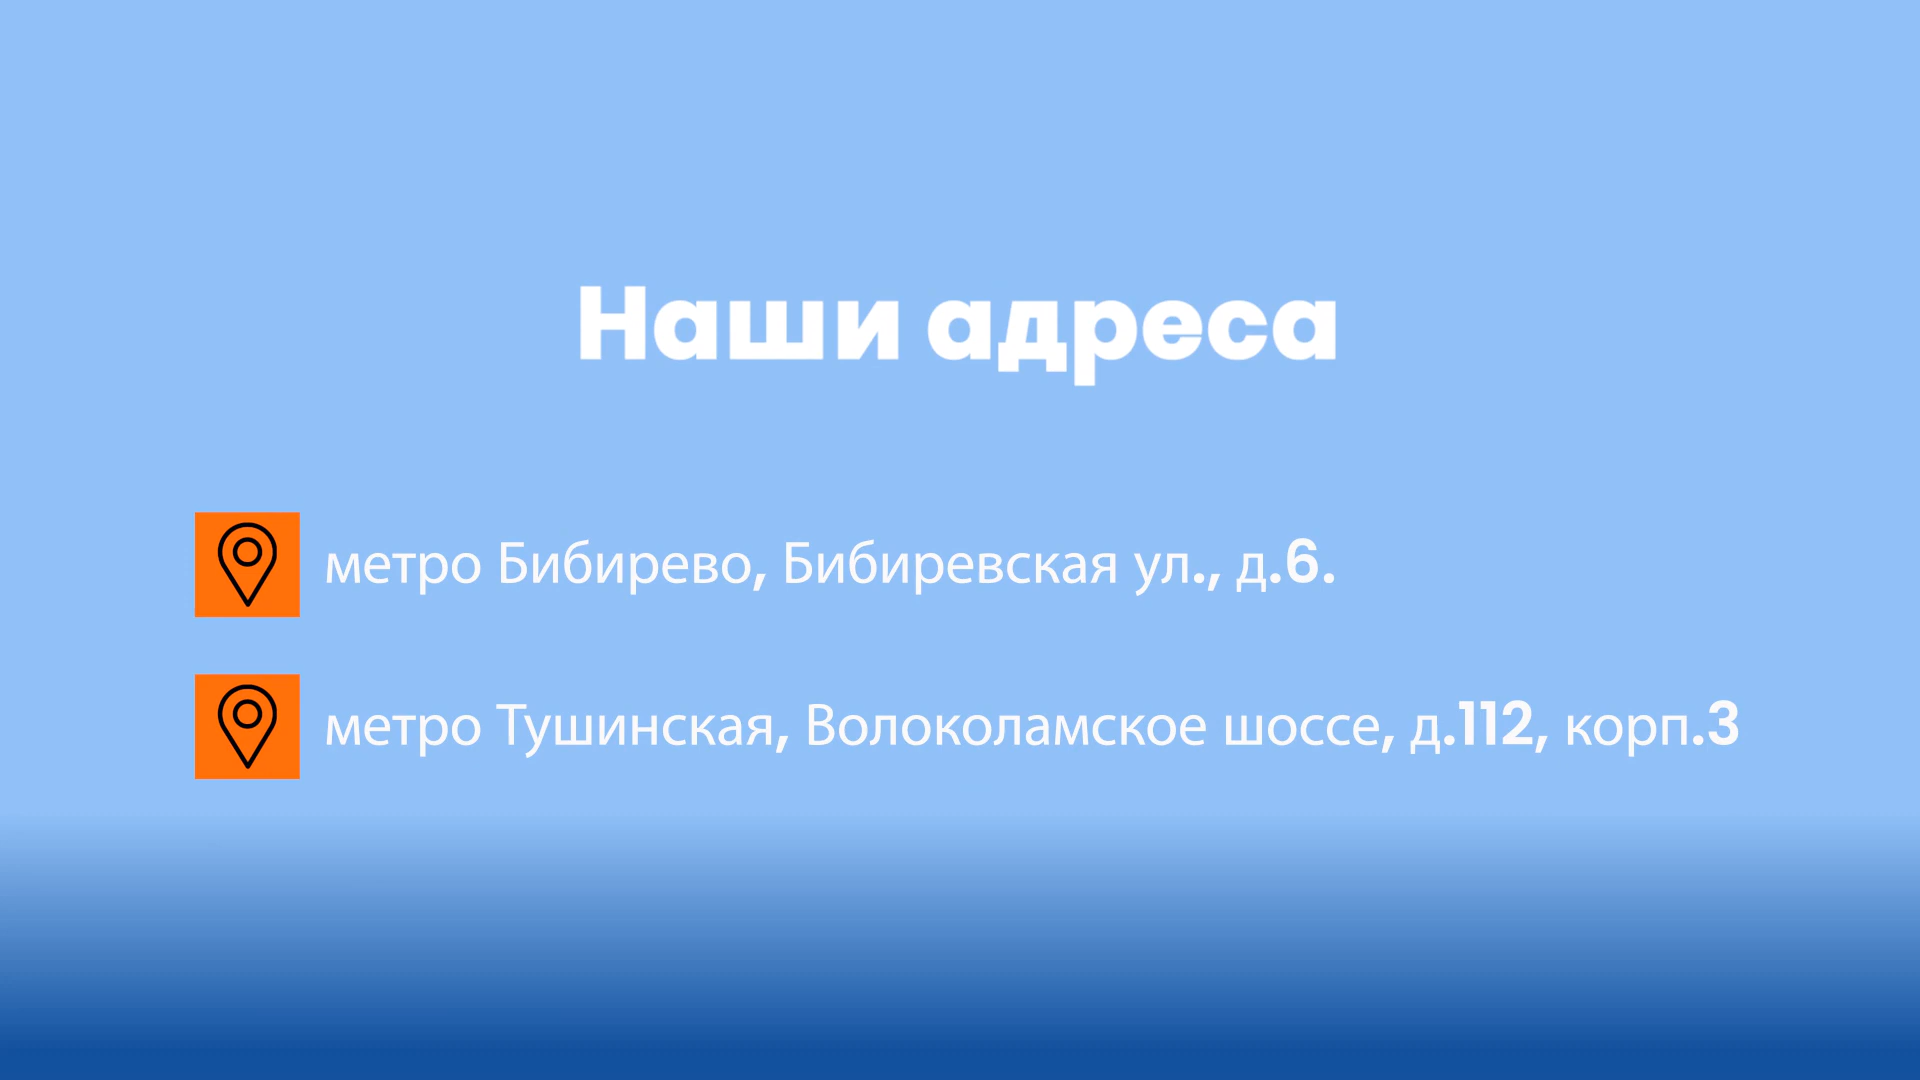 Наши адреса
метро Бибирево, Бибиревская ул., д.6.
метро Тушинская, Волоколамское шоссе, д.112, корп.3